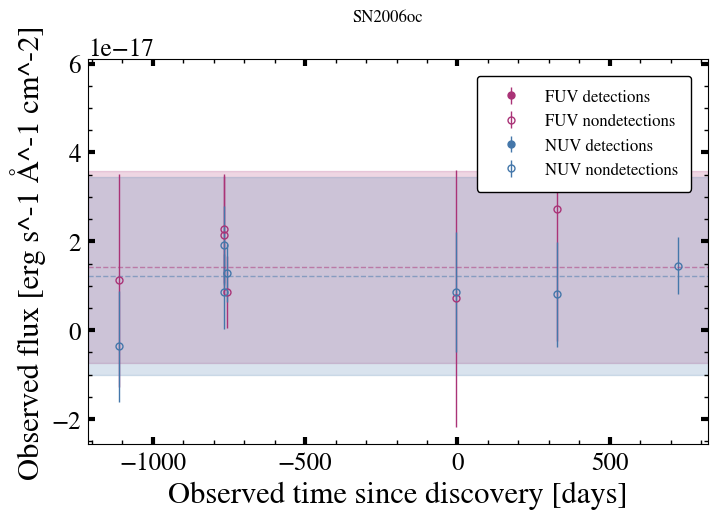 SN2006oc
1e−17
6
4
2
0
−2
Observed flux [erg s^-1 Å^-1 cm^-2]
FUV detections
FUV nondetections
NUV detections
NUV nondetections
−1000
−500
0
500
Observed time since discovery [days]